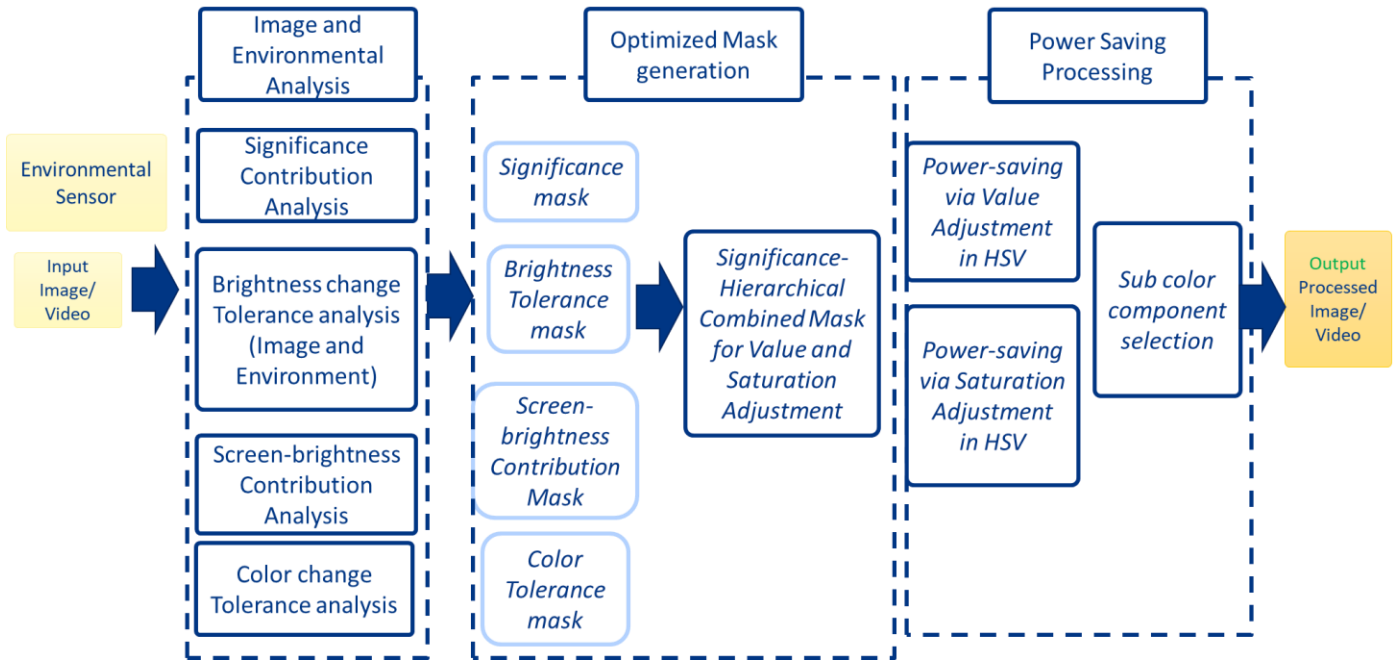 Environmental
Sensor
Input
Image/
Video
Image and
Environmental
Analysis
Significance
Contribution
Analysis
Brightness change
Tolerance analysis
(Image and
Environment)
Screen-brightness
Contribution
Analysis
Color change
Tolerance analysis
Optimized Mask
generation
Significance
mask
Brightness
Tolerance
mask
Screen-
brightness
Contribution
Mask
Color
Tolerance
mask
Significance-
Hierarchical
Combined Mask
for Value and
Saturation
Adjustment
Power Saving
Processing
Power-saving
via Value
Adjustment
in HSV
Power-saving
via Saturation
Adjustment
in HSV
Sub color
component
selection
Output
Processed
Image/
Video